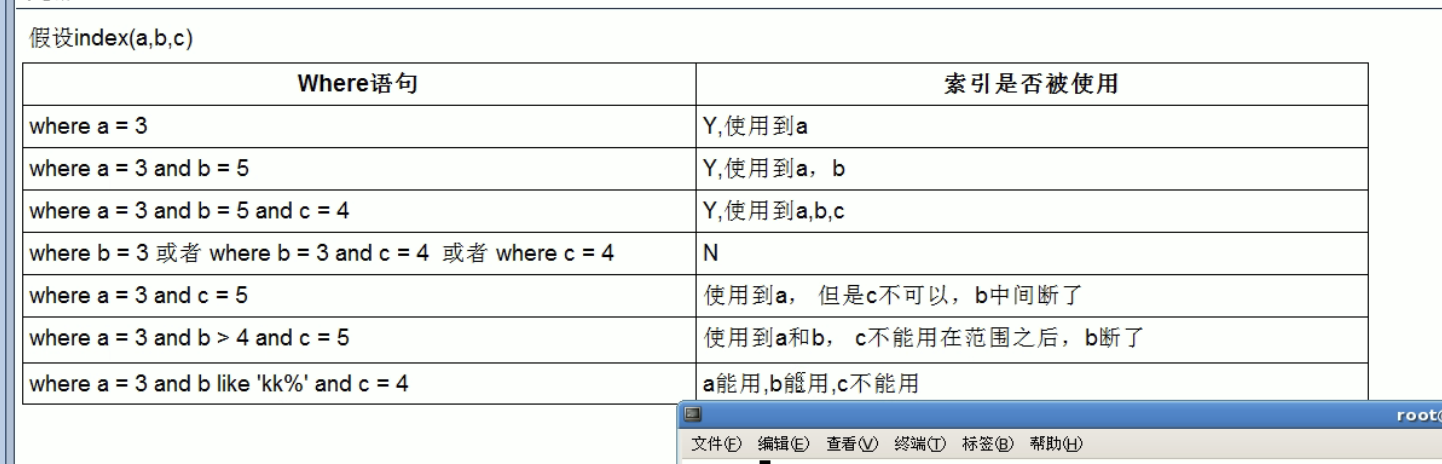 假设index(a,b,c)
Where语句 索引是否被使用
where a = 3 Y,使用到a
where a = 3 and b = 5 Y,使用到a，b
where a = 3 and b = 5 and c = 4 Y,使用到a,b,c
where b = 3 或者 where b = 3 and c = 4 或者 where c = 4 N
where a = 3 and c = 5 使用到a， 但是c不可以，b中间断了
where a = 3 and b > 4 and c = 5 使用到a和b， c不能用在范围之后，b断了
where a = 3 and b like 'kk%' and c = 4 a能用,b能用,c不能用
root@
文件(F) 编辑(E) 查看(V) 终端(T) 标签(B) 帮助(H)